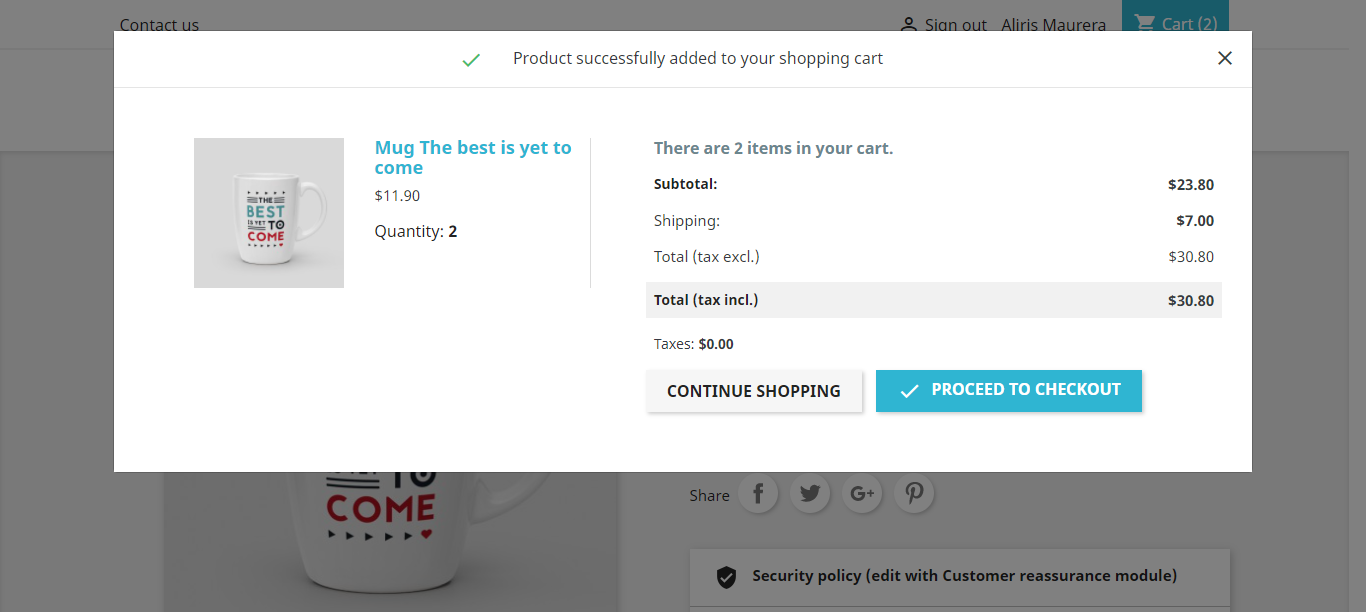 Contact us
Sign out Aliris Maurera Cart (2)
Product successfully added to your shopping cart
THE
BEST
IS YET TO
COME
Mug The best is yet to
come
$11.90
Quantity: 2
There are 2 items in your cart.
Subtotal: $23.80
Shipping: $7.00
Total (tax excl.) $30.80
Total (tax incl.) $30.80
Taxes: $0.00
CONTINUE SHOPPING PROCEED TO CHECKOUT
TO
COME
Share
Security policy (edit with Customer reassurance module)